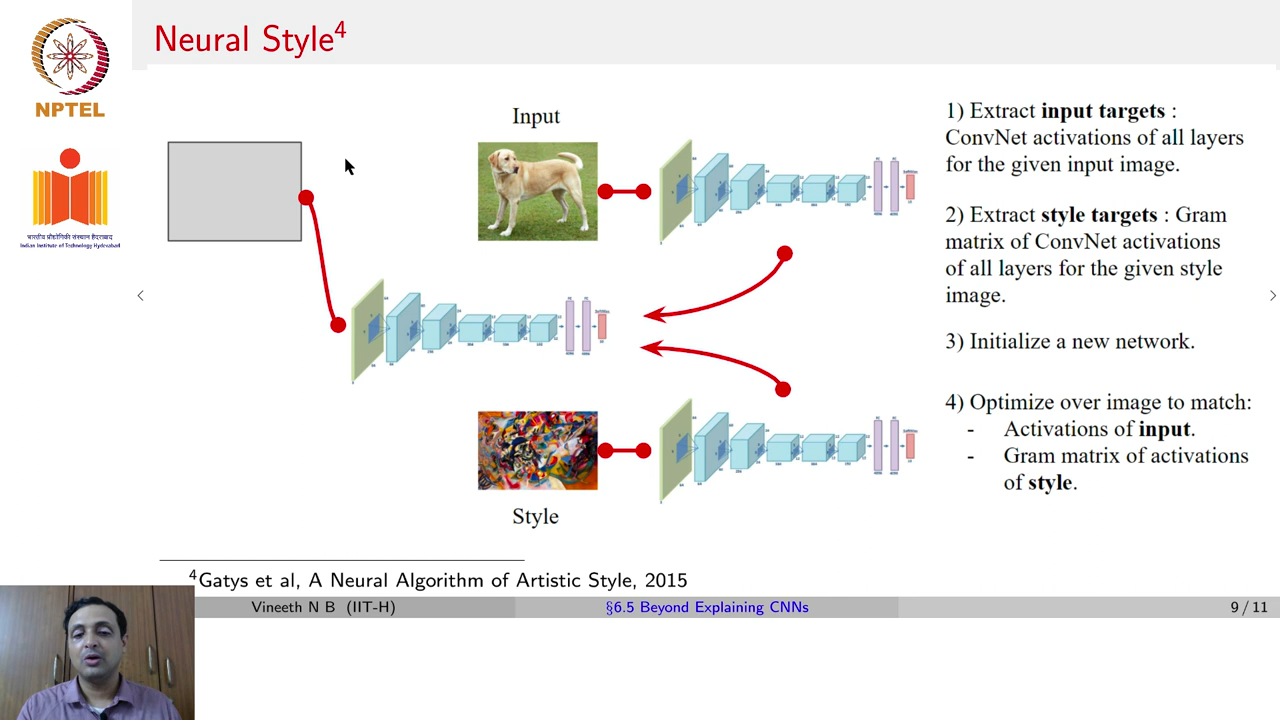 Neural Style4
NPTEL
भारतीय प्रौद्योगिकी संस्थान हैदराबाद
Indian Institute of Technology Hyderabad
Input
Style
1) Extract input targets :
ConvNet activations of all layers
for the given input image.
2) Extract style targets : Gram
matrix of ConvNet activations
of all layers for the given style
image.
3) Initialize a new network.
4) Optimize over image to match:
- Activations of input.
- Gram matrix of activations
of style.
4Gatys et al, A Neural Algorithm of Artistic Style, 2015
Vineeth N B (IIT-H)
§6.5 Beyond Explaining CNNs
9 / 11